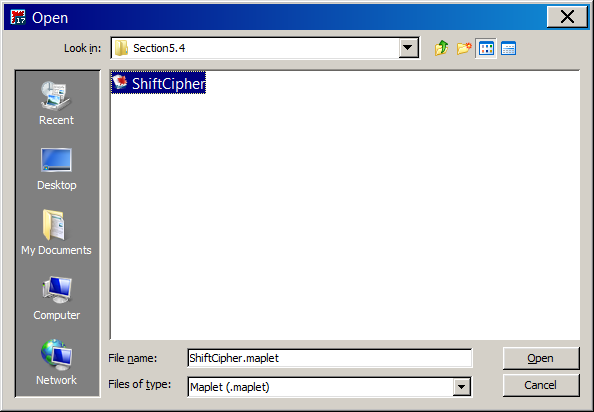 17 Open
Look in: Section5.4
ShiftCipher
Recent
Desktop
My Documents
Computer
Network
File name: ShiftCipher.maplet Open
Files of type: Maplet (.maplet) Cancel